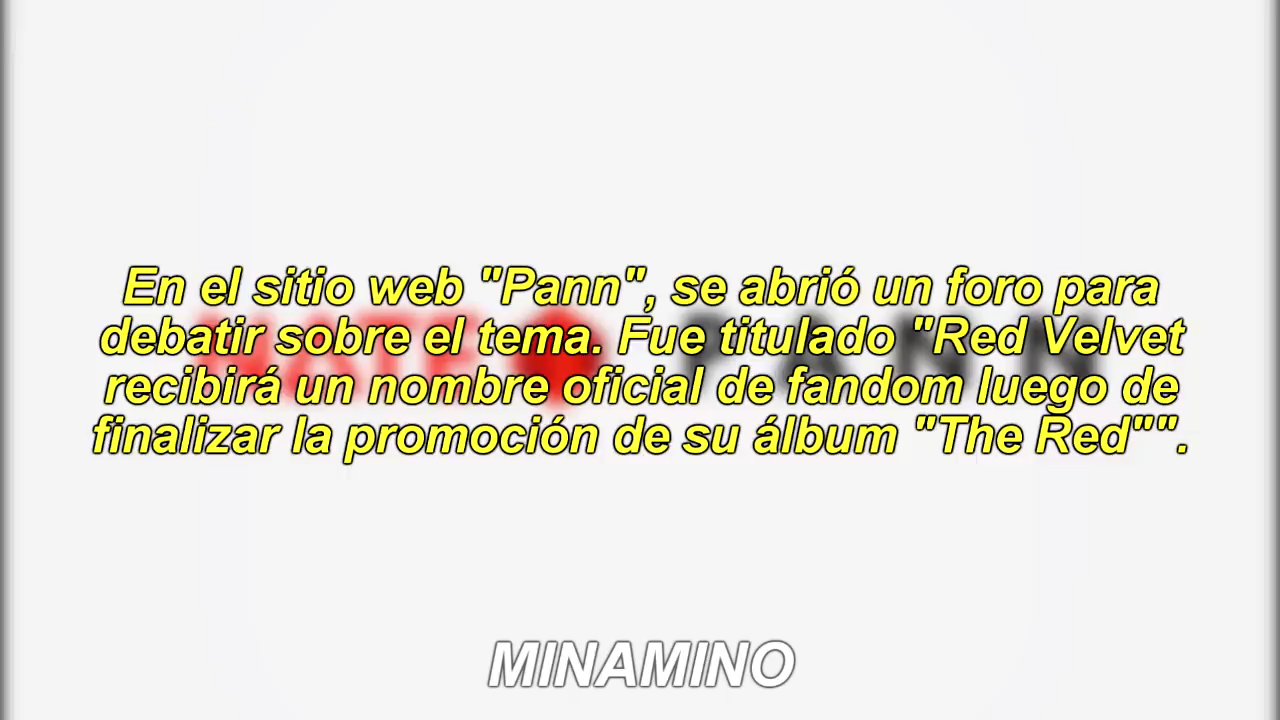 En el sitio web "Pann", se abrió un foro para
debatir sobre el tema. Fue titulado "Red Velvet
recibirá un nombre oficial de fandom luego de
finalizar la promoción de su álbum "The Red"".
MINAMINO